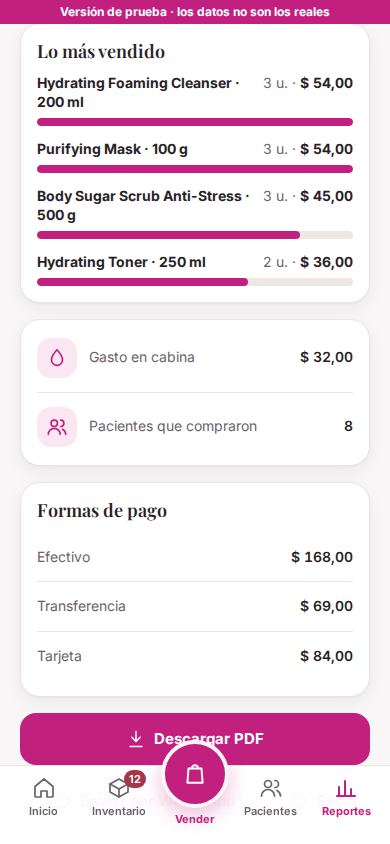 Versión de prueba · los datos no son los reales
Lo más vendido
Hydrating Foaming Cleanser · 3 u. · $ 54,00
200 ml
Purifying Mask · 100 g 3 u. · $ 54,00
Body Sugar Scrub Anti-Stress · 3 u. · $ 45,00
500 g
Hydrating Toner · 250 ml 2 u. · $ 36,00
Gasto en cabina $ 32,00
Pacientes que compraron 8
Formas de pago
Efectivo $ 168,00
Transferencia $ 69,00
Tarjeta $ 84,00
Descargar PDF
12
Inicio Inventario Vender Pacientes Reportes